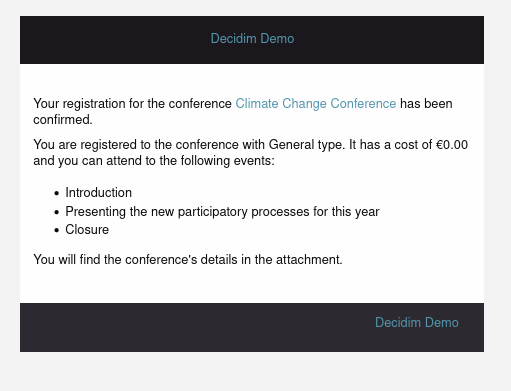 Decidim Demo
Your registration for the conference Climate Change Conference has been
confirmed.
You are registered to the conference with General type. It has a cost of €0.00
and you can attend to the following events:
• Introduction
• Presenting the new participatory processes for this year
• Closure
You will find the conference's details in the attachment.
Decidim Demo